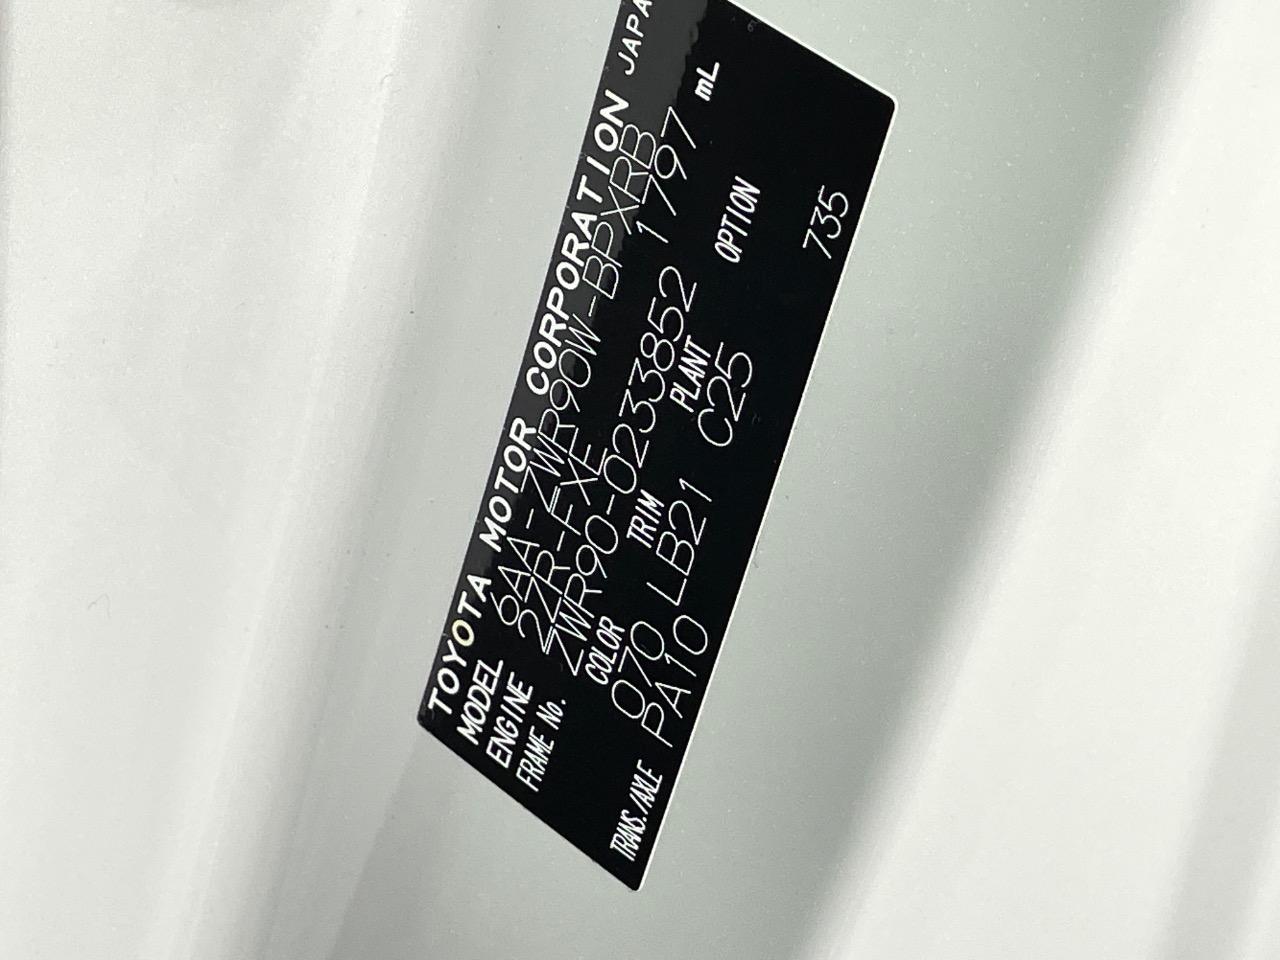 TOYOTA MOTOR CORPORATION JAPA
MODEL 6AA-ZWR90W-BPXRB
ENGINE 2ZR-FXE 1797 mL
FRAME No. ZWR90-0233852
COLOR TRIM PLANT OPTION
070 LB21 C25
TRANS./AXLE PA10 735